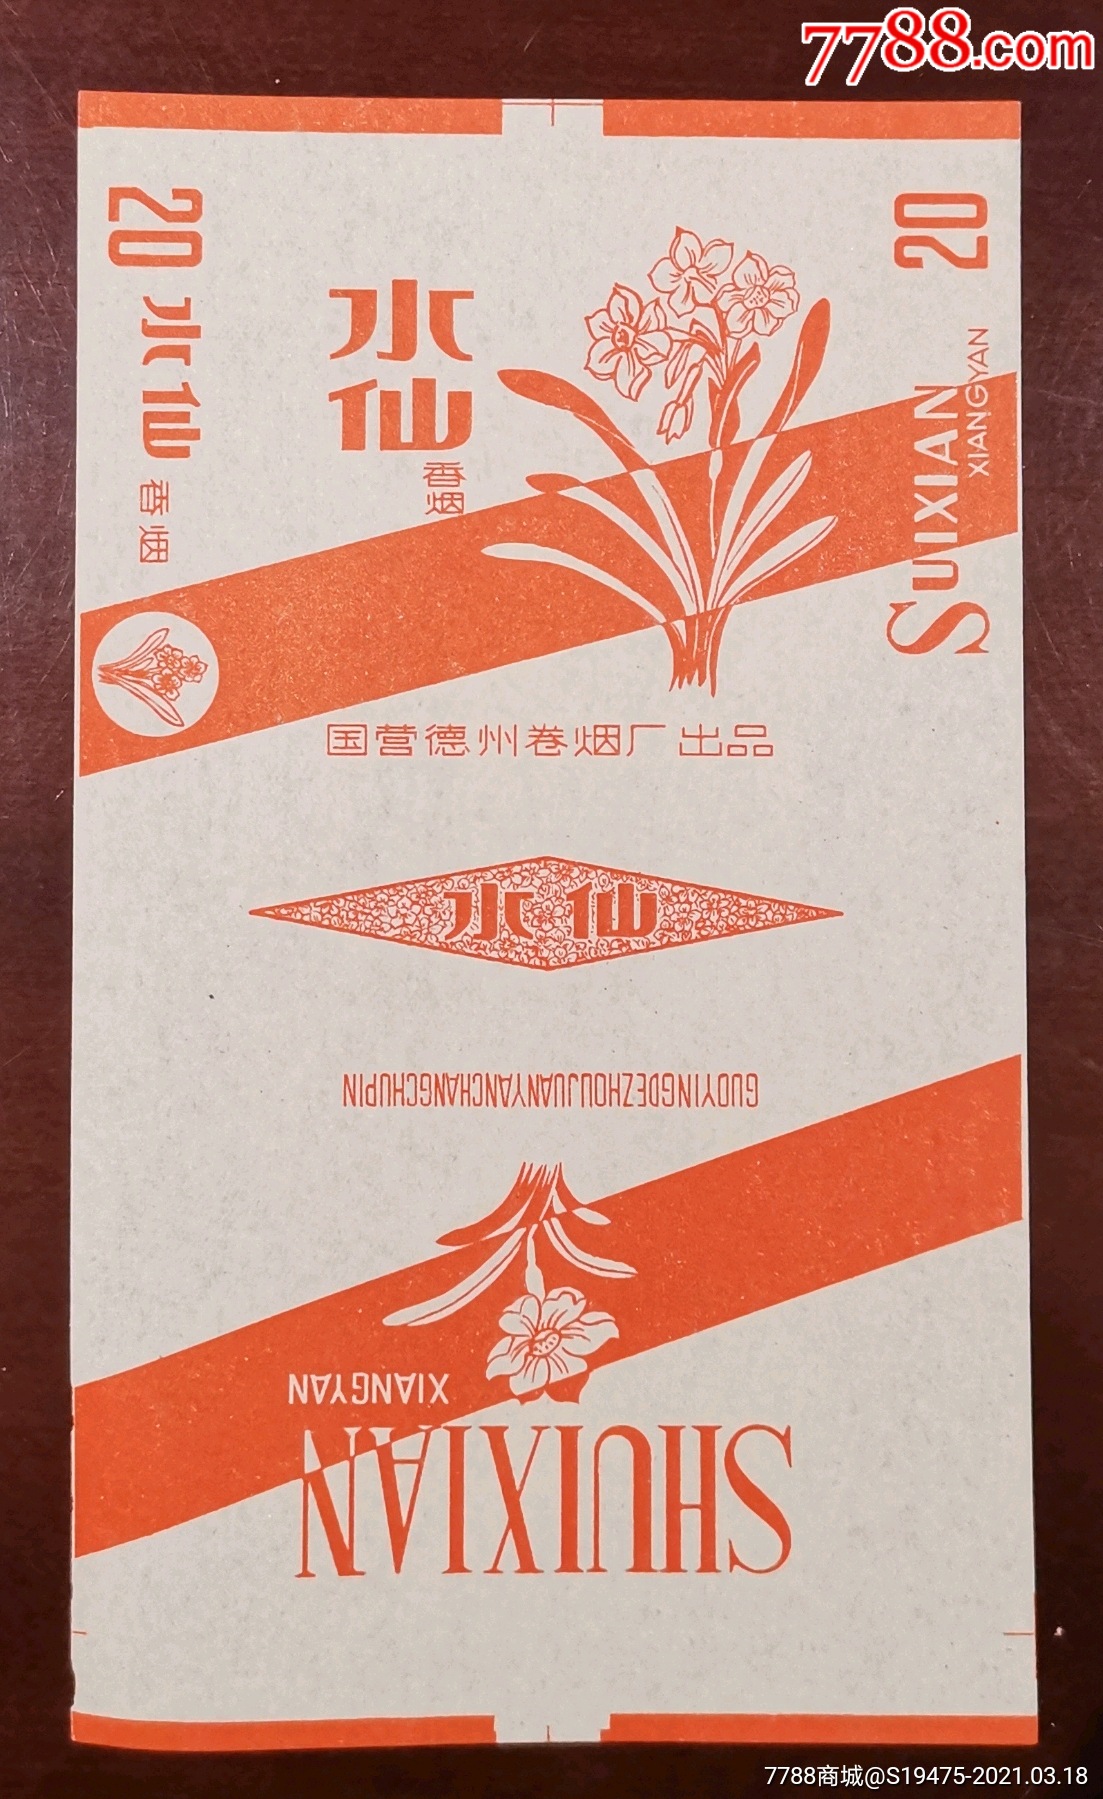 7788.com
20 水仙 香烟
水
仙
香烟
20
SUIXIAN
XIANGYAN
国营德州卷烟厂出品
水仙
GUOYINGDEZHOUJUANYANCHANGCHUPIN
XIANGYAN
SHUIXIAN
7788商城@S19475-2021.03.18